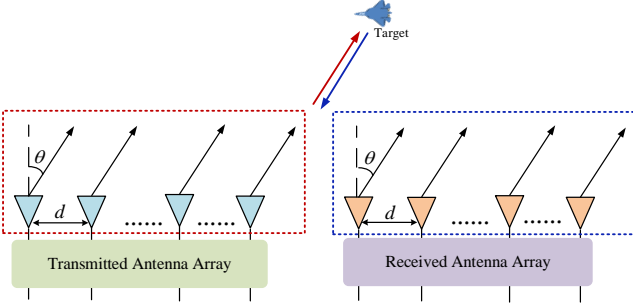 Target
θ
θ
d
......
......
d
......
......
Transmitted Antenna Array
Received Antenna Array